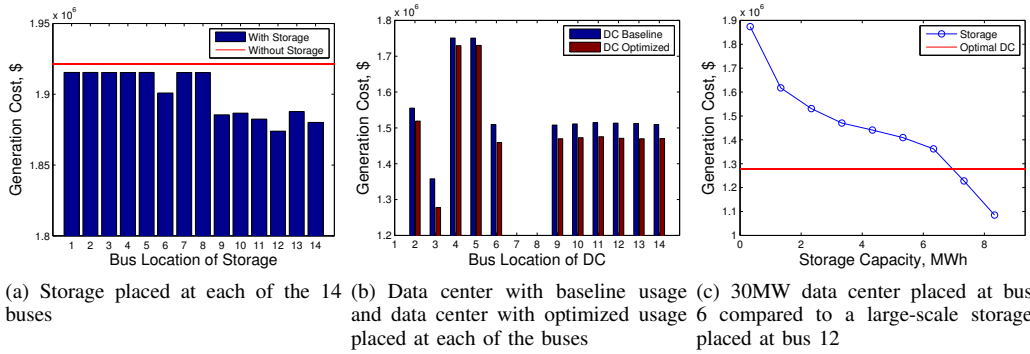 x 10^6
1.95
1.9
1.85
1.8
Generation Cost, $
With Storage
Without Storage
1 2 3 4 5 6 7 8 9 10 11 12 13 14
Bus Location of Storage
x 10^6
1.8
1.7
1.6
1.5
1.4
1.3
1.2
Generation Cost, $
DC Baseline
DC Optimized
1 2 3 4 5 6 7 8 9 10 11 12 13 14
Bus Location of DC
x 10^6
1.9
1.8
1.7
1.6
1.5
1.4
1.3
1.2
1.1
1
Generation Cost, $
Storage
Optimal DC
0 2 4 6 8
Storage Capacity, MWh
(a) Storage placed at each of the 14
buses
(b) Data center with baseline usage
and data center with optimized usage
placed at each of the buses
(c) 30MW data center placed at bus
6 compared to a large-scale storage
placed at bus 12